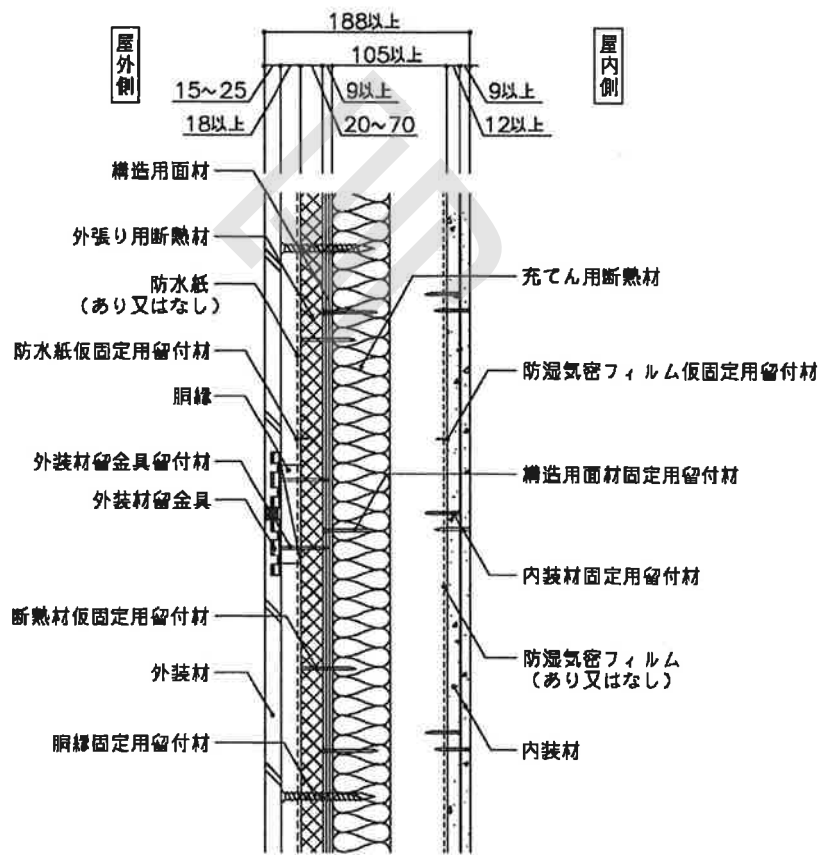 188以上
105以上
屋外側
屋内側
15~25
9以上
9以上
18以上
20~70
12以上
構造用面材
外張り用断熱材
防水紙
(あり又はなし)
防水紙仮固定用留付材
胴縁
外装材留金具留付材
外装材留金具
断熱材仮固定用留付材
外装材
胴縁固定用留付材
充てん用断熱材
防湿気密フィルム仮固定用留付材
構造用面材固定用留付材
内装材固定用留付材
防湿気密フィルム
(あり又はなし)
内装材